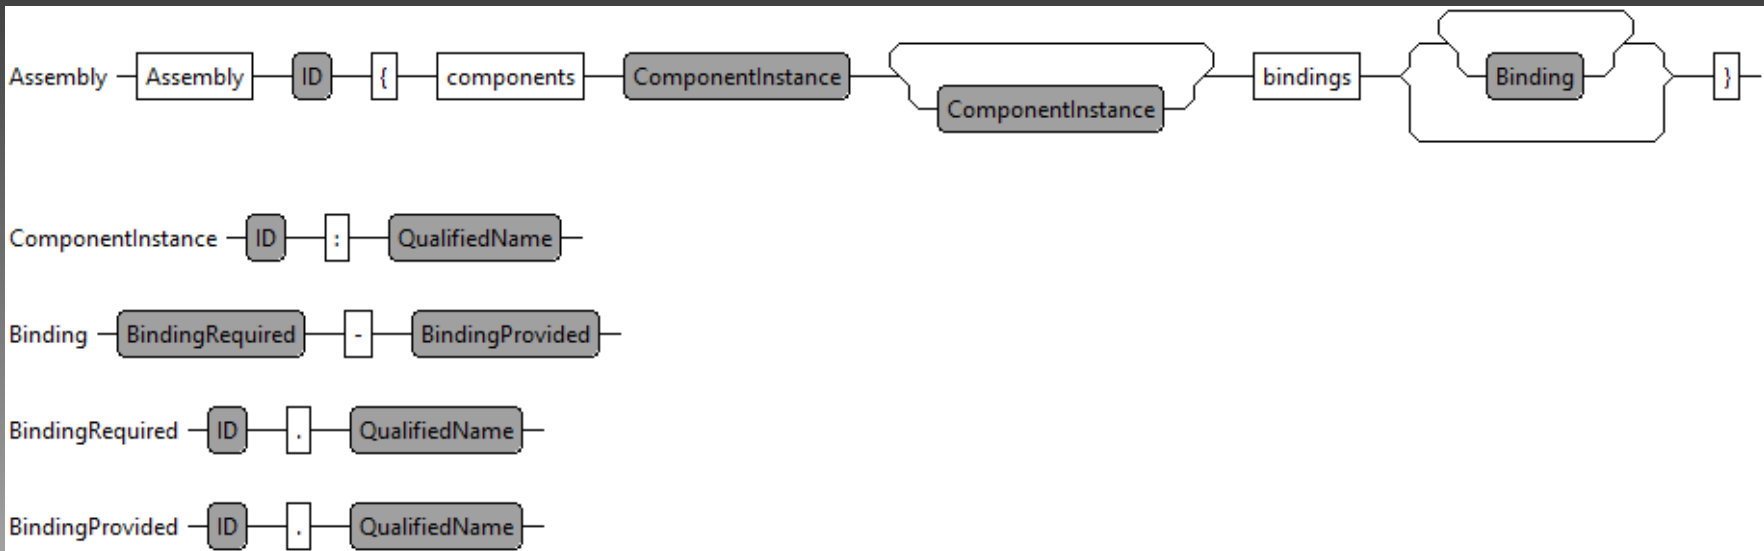 Assembly Assembly ID { components ComponentInstance ComponentInstance bindings Binding }
ComponentInstance ID : QualifiedName
Binding BindingRequired - BindingProvided
BindingRequired ID . QualifiedName
BindingProvided ID . QualifiedName